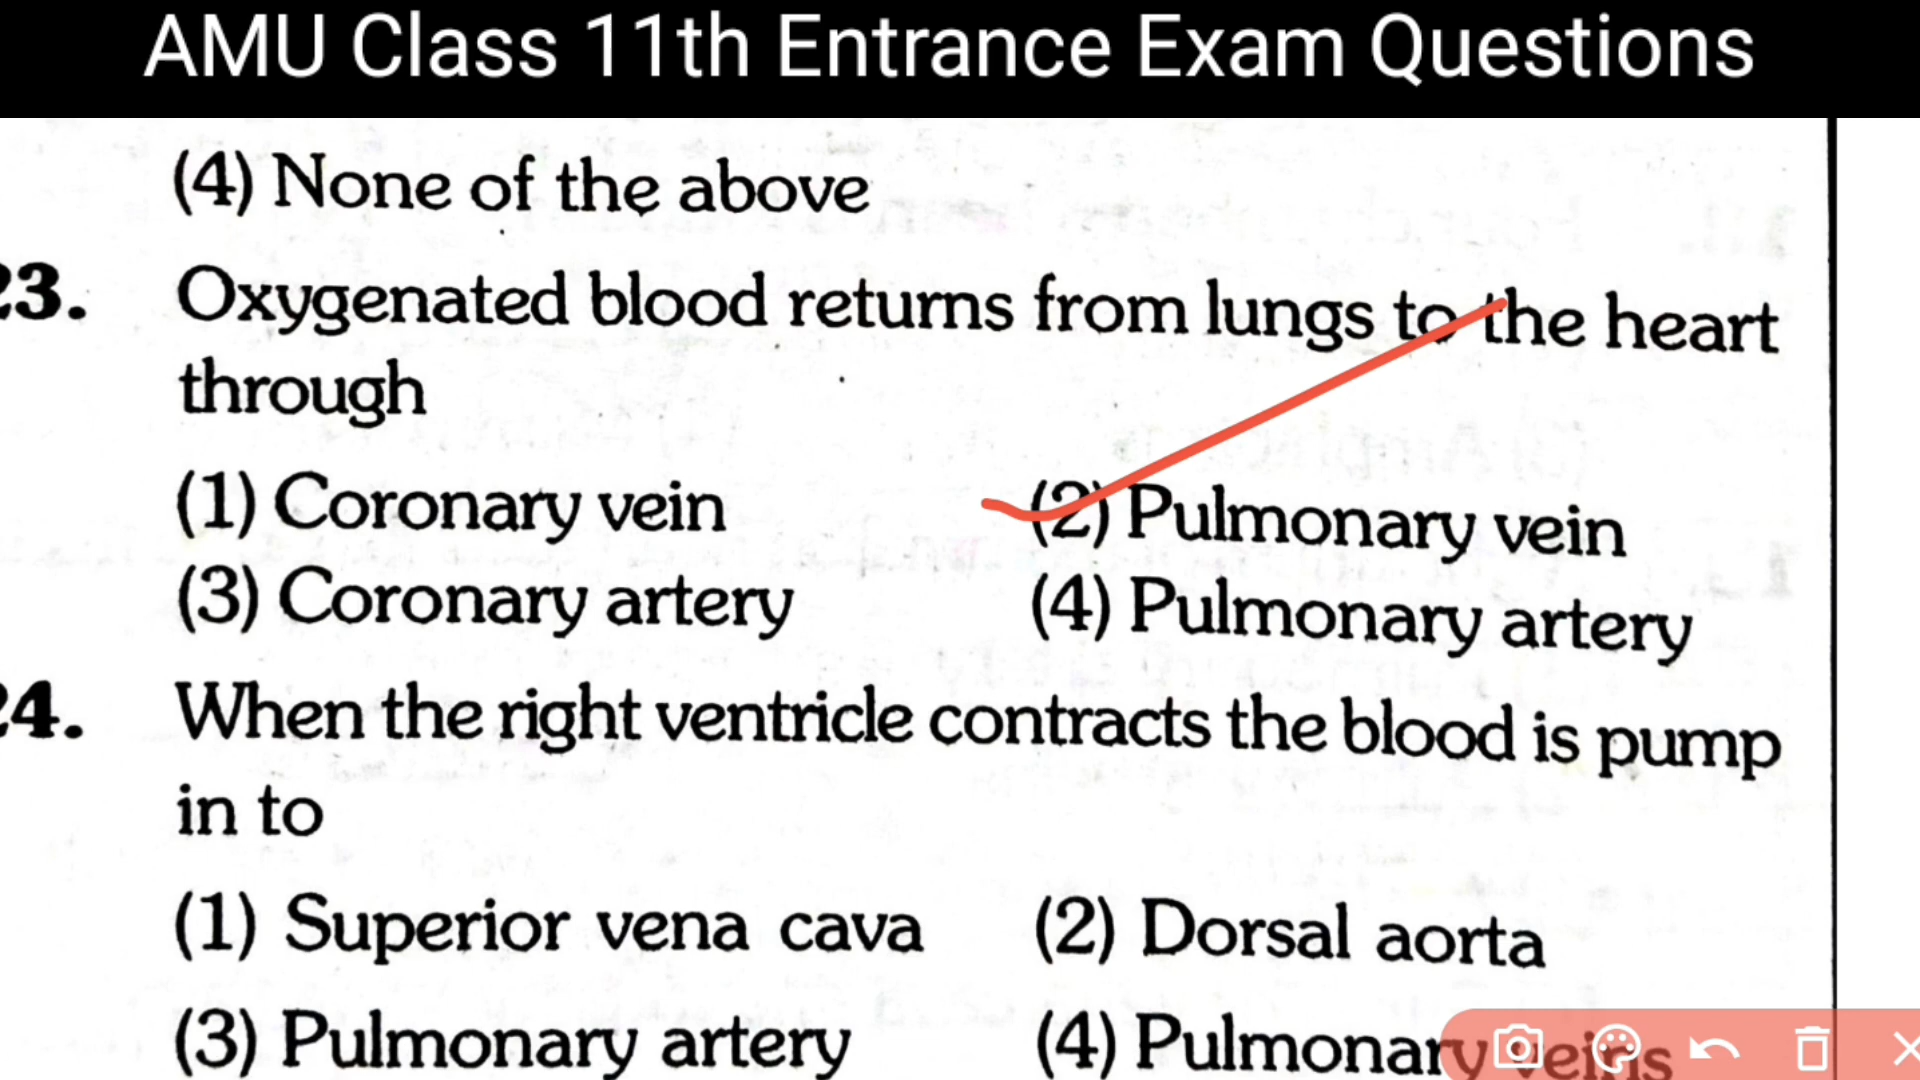 AMU Class 11th Entrance Exam Questions
(4) None of the above
23. Oxygenated blood returns from lungs to the heart
through
(1) Coronary vein (2) Pulmonary vein
(3) Coronary artery (4) Pulmonary artery
24. When the right ventricle contracts the blood is pump
in to
(1) Superior vena cava (2) Dorsal aorta
(3) Pulmonary artery (4) Pulmonary veins